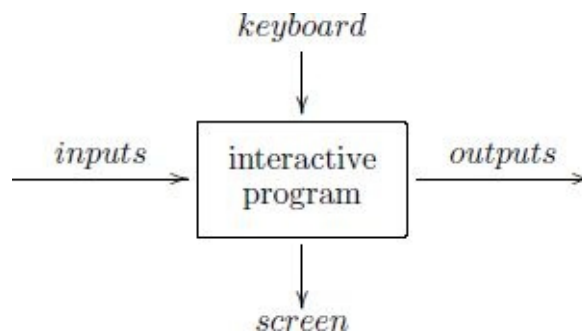 keyboard
inputs
interactive
program
outputs
screen